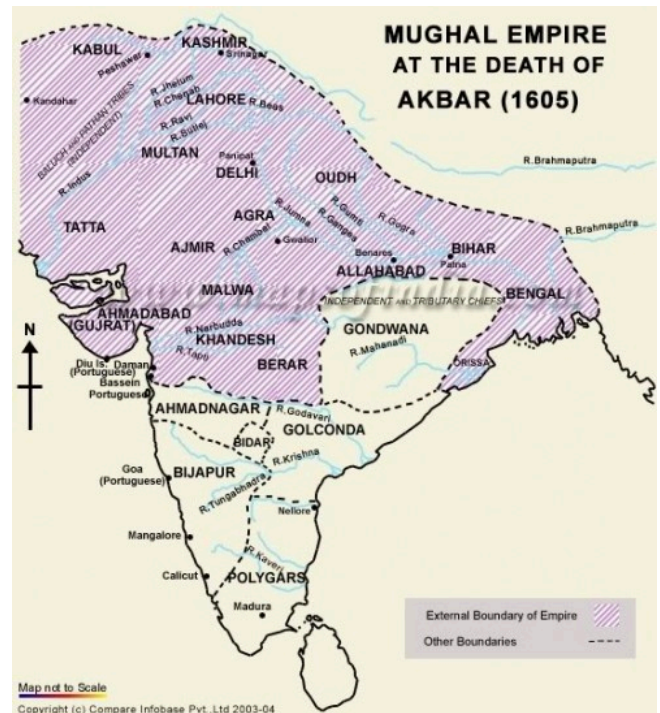 MUGHAL EMPIRE
AT THE DEATH OF
AKBAR (1605)
KABUL
KASHMIR
Peshawar
Srinagar
Kandahar
R.Jhelum
R.Chenab
LAHORE
R.Beas
R.Ravi
R.Sutlej
BALUCH AND PATHAN TRIBES
(INDEPENDENT)
MULTAN
Panipat
DELHI
OUDH
R.Brahmaputra
R.Indus
TATTA
AGRA
R.Jumna
R.Ganges
R.Gumti
R.Gogra
R.Brahmaputra
AJMIR
R.Chambal
Gwalior
Benares
ALLAHABAD
BIHAR
Patna
MALWA
BENGAL
INDEPENDENT AND TRIBUTARY CHIEFS
AHMADABAD
(GUJRAT)
R.Narbudda
KHANDESH
R.Tapti
BERAR
GONDWANA
R.Mahanadi
ORISSA
N
Diu Is.
(Portuguese)
Daman
Bassein
Portuguese
AHMADNAGAR
R.Godavari
GOLCONDA
BIDAR
BIJAPUR
R.Krishna
Goa
(Portuguese)
R.Tungabhadra
Nellore
Mangalore
R.Kaveri
Calicut
POLYGARS
Madura
External Boundary of Empire
Other Boundaries
Map not to Scale
Copyright (c) Compare Infobase Pvt.,Ltd 2003-04